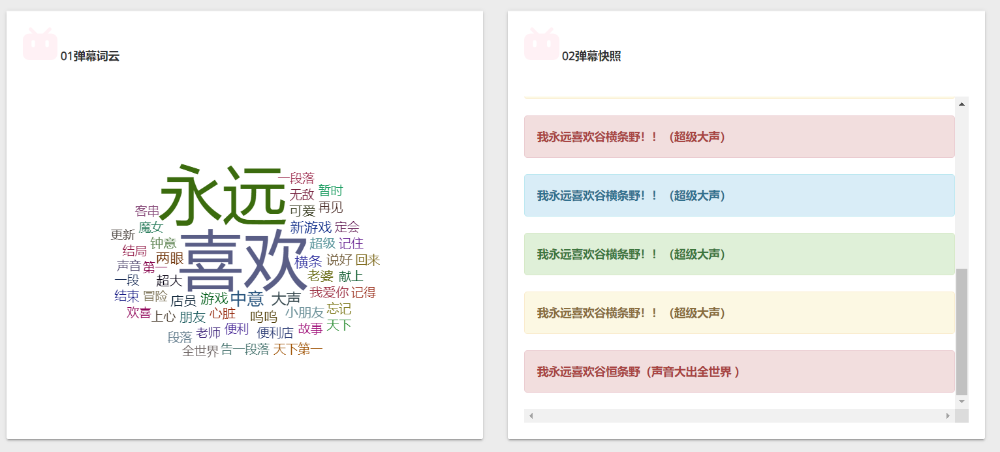 01弹幕词云
永远
喜欢
一段落
无敌
暂时
客串
可爱
再见
魔女
新游戏
定会
更新
钟意
超级
记住
结局
两眼
横条
说好
回来
声音
第一
老婆
献上
一段
超大
我爱你
记得
结束
冒险
店员
游戏
中意
大声
欢喜
上心
朋友
心脏
呜呜
小朋友
忘记
段落
老师
便利
便利店
故事
天下
全世界
告一段落
天下第一
02弹幕快照
我永远喜欢谷横条野！！（超级大声）
我永远喜欢谷横条野！！（超级大声）
我永远喜欢谷横条野！！（超级大声）
我永远喜欢谷横条野！！（超级大声）
我永远喜欢谷恒条野（声音大出全世界 ）